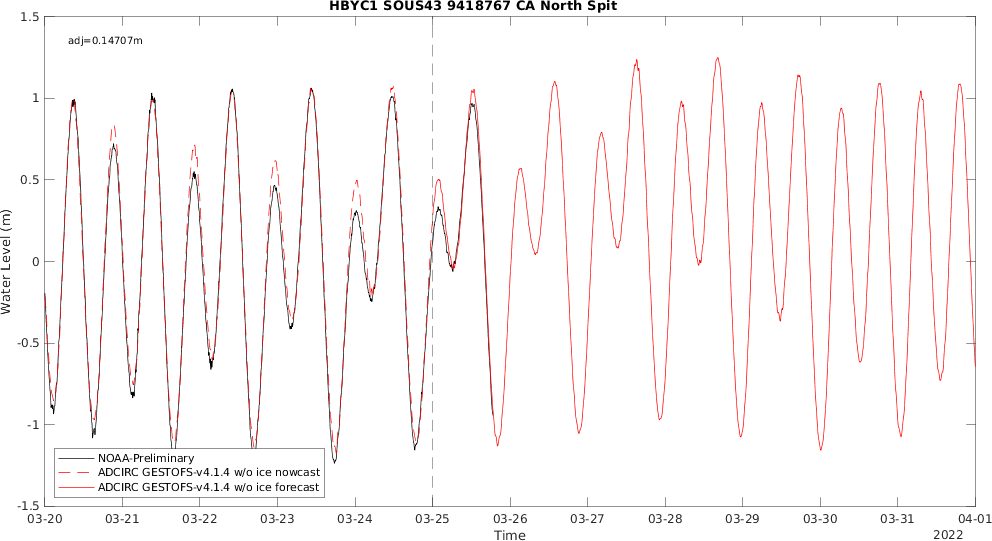 HBYC1 SOUS43 9418767 CA North Spit
adj=0.14707m
1.5
1
0.5
0
-0.5
-1
-1.5
Water Level (m)
NOAA-Preliminary
ADCIRC GESTOFS-v4.1.4 w/o ice nowcast
ADCIRC GESTOFS-v4.1.4 w/o ice forecast
03-20 03-21 03-22 03-23 03-24 03-25 03-26 03-27 03-28 03-29 03-30 03-31 04-01
Time
2022